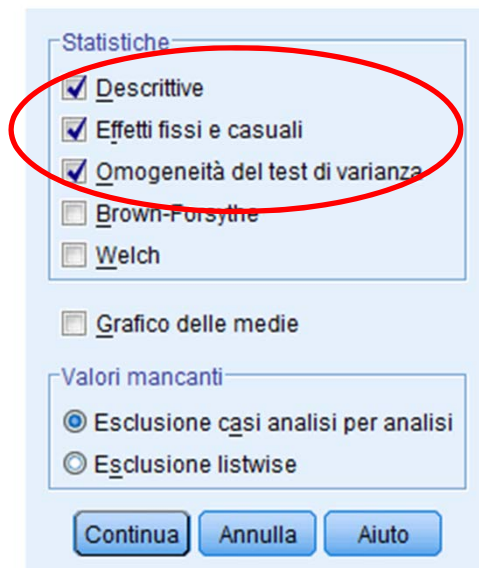 Statistiche
Descrittive
Effetti fissi e casuali
Omogeneità del test di varianza
Brown-Forsythe
Welch
Grafico delle medie
Valori mancanti
Esclusione casi analisi per analisi
Esclusione listwise
Continua Annulla Aiuto